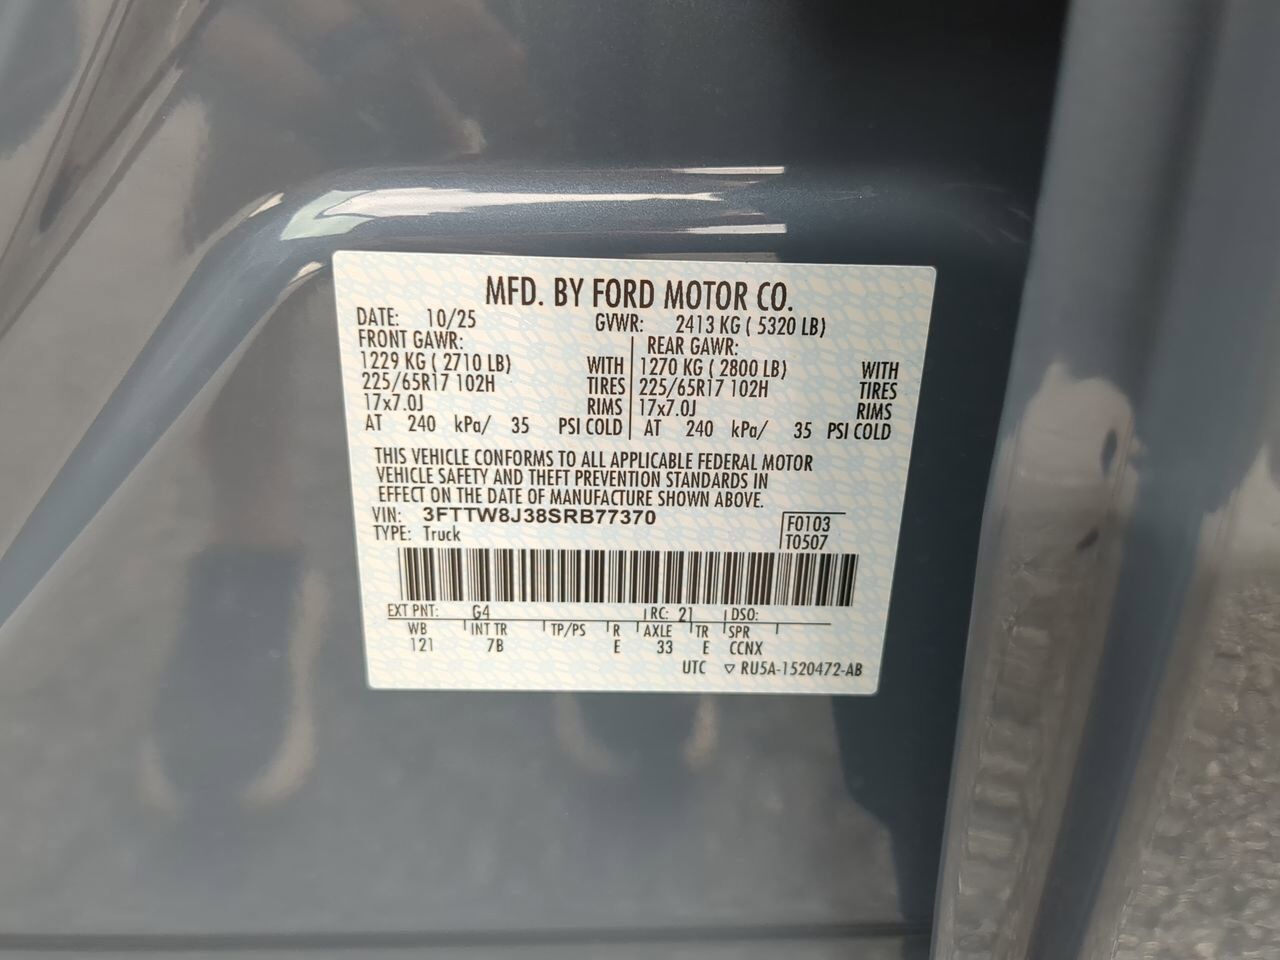 MFD. BY FORD MOTOR CO.
DATE: 10/25 GVWR: 2413 KG ( 5320 LB)
FRONT GAWR: REAR GAWR:
1229 KG ( 2710 LB) WITH 1270 KG ( 2800 LB) WITH
225/65R17 102H TIRES 225/65R17 102H TIRES
17x7.0J RIMS 17x7.0J RIMS
AT 240 kPa/ 35 PSI COLD AT 240 kPa/ 35 PSI COLD
THIS VEHICLE CONFORMS TO ALL APPLICABLE FEDERAL MOTOR
VEHICLE SAFETY AND THEFT PREVENTION STANDARDS IN
EFFECT ON THE DATE OF MANUFACTURE SHOWN ABOVE.
VIN: 3FTTW8J38SRB77370 F0103
TYPE: Truck T0507
EXT PNT: G4 RC: 21 DSO:
WB INT TR TP/PS R AXLE TR SPR
121 7B E 33 E CCNX
UTC ▽ RU5A-1520472-AB